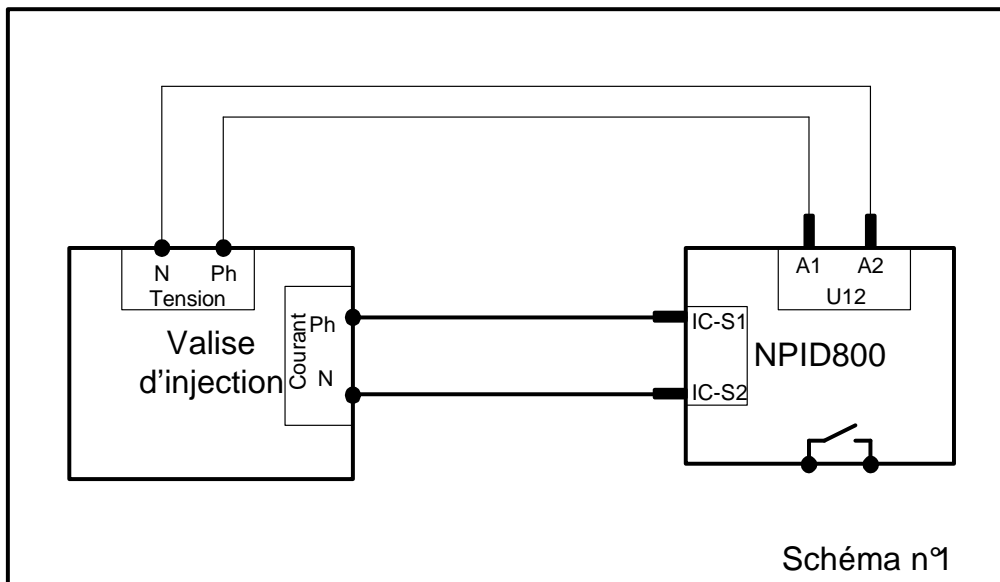 N Ph
Tension
Valise
d'injection
Courant
Ph
N
A1 A2
U12
IC-S1
NPID800
IC-S2
Schéma n°1